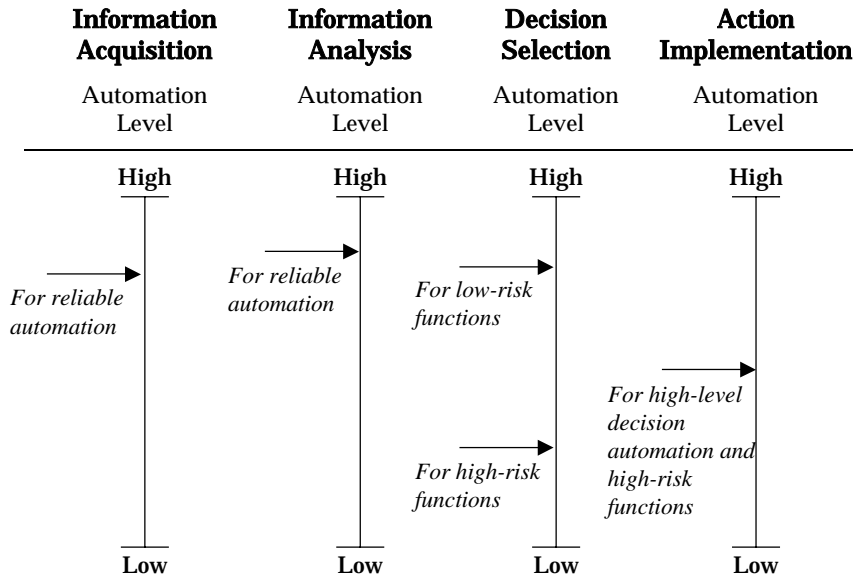 Information Acquisition
Automation Level
High
For reliable
automation
Low
Information Analysis
Automation Level
High
For reliable
automation
Low
Decision Selection
Automation Level
High
For low-risk
functions
For high-risk
functions
Low
Action Implementation
Automation Level
High
For high-level
decision
automation and
high-risk
functions
Low